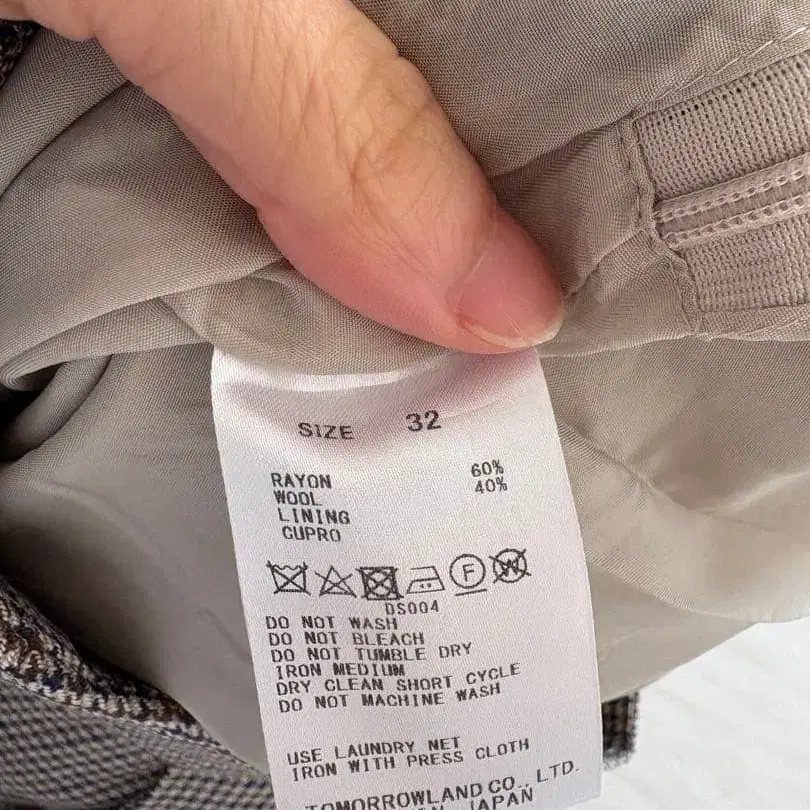 SIZE 32
RAYON 60%
WOOL 40%
LINING
CUPRO
F W
DS004
DO NOT WASH
DO NOT BLEACH
DO NOT TUMBLE DRY
IRON MEDIUM
DRY CLEAN SHORT CYCLE
DO NOT MACHINE WASH
USE LAUNDRY NET
IRON WITH PRESS CLOTH
TOMORROWLAND CO., LTD.
JAPAN